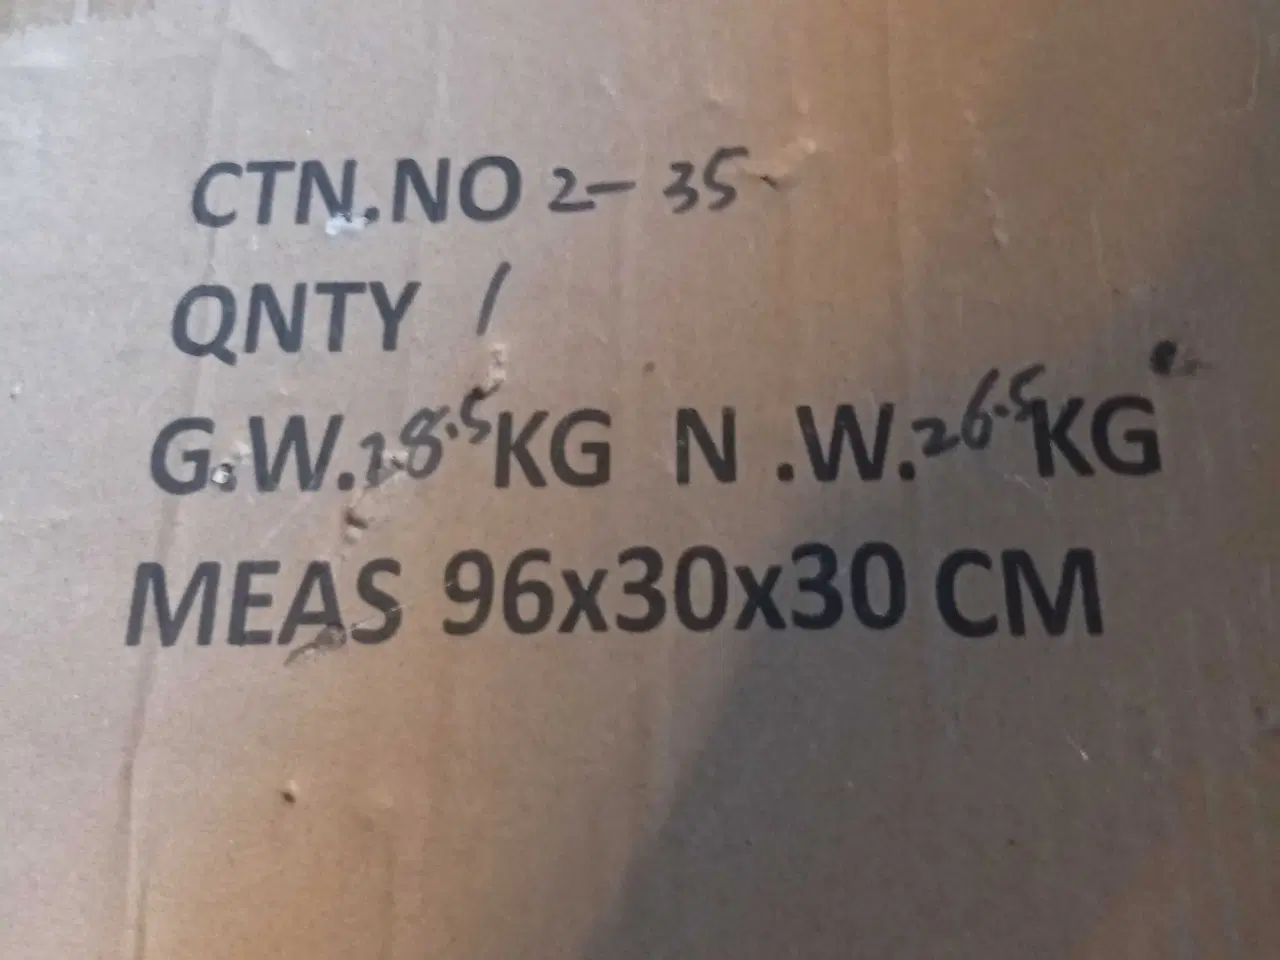 CTN.NO 2-35
QNTY 1
G.W.28.5KG N.W.26.5KG
MEAS 96x30x30 CM